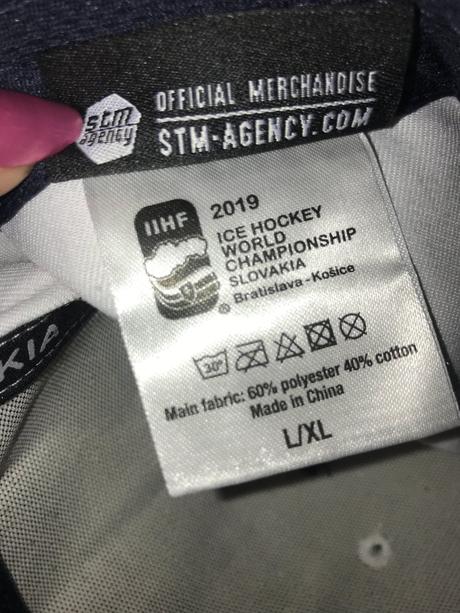 stm
agency
OFFICIAL MERCHANDISE
STM-AGENCY.COM
IIHF
2019
ICE HOCKEY
WORLD
CHAMPIONSHIP
SLOVAKIA
Bratislava - Košice
®
30°
Main fabric: 60% polyester 40% cotton
Made in China
L/XL
KIA